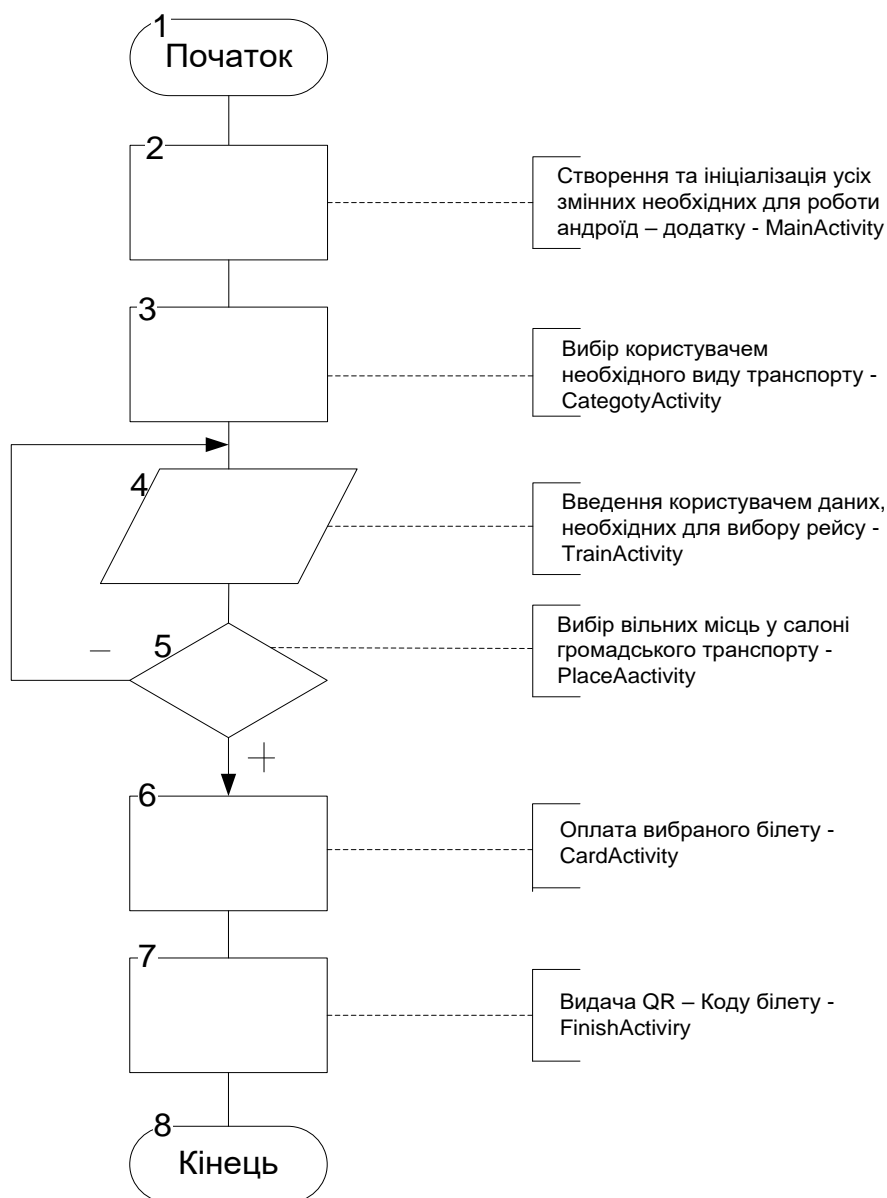 1
Початок
2
Створення та ініціалізація усіх
змінних необхідних для роботи
андроїд – додатку - MainActivity
3
Вибір користувачем
необхідного виду транспорту -
CategotyActivity
4
Введення користувачем даних,
необхідних для вибору рейсу -
TrainActivity
5
Вибір вільних місць у салоні
громадського транспорту -
PlaceAactivity
–
+
6
Оплата вибраного білету -
CardActivity
7
Видача QR – Коду білету -
FinishActiviry
8
Кінець